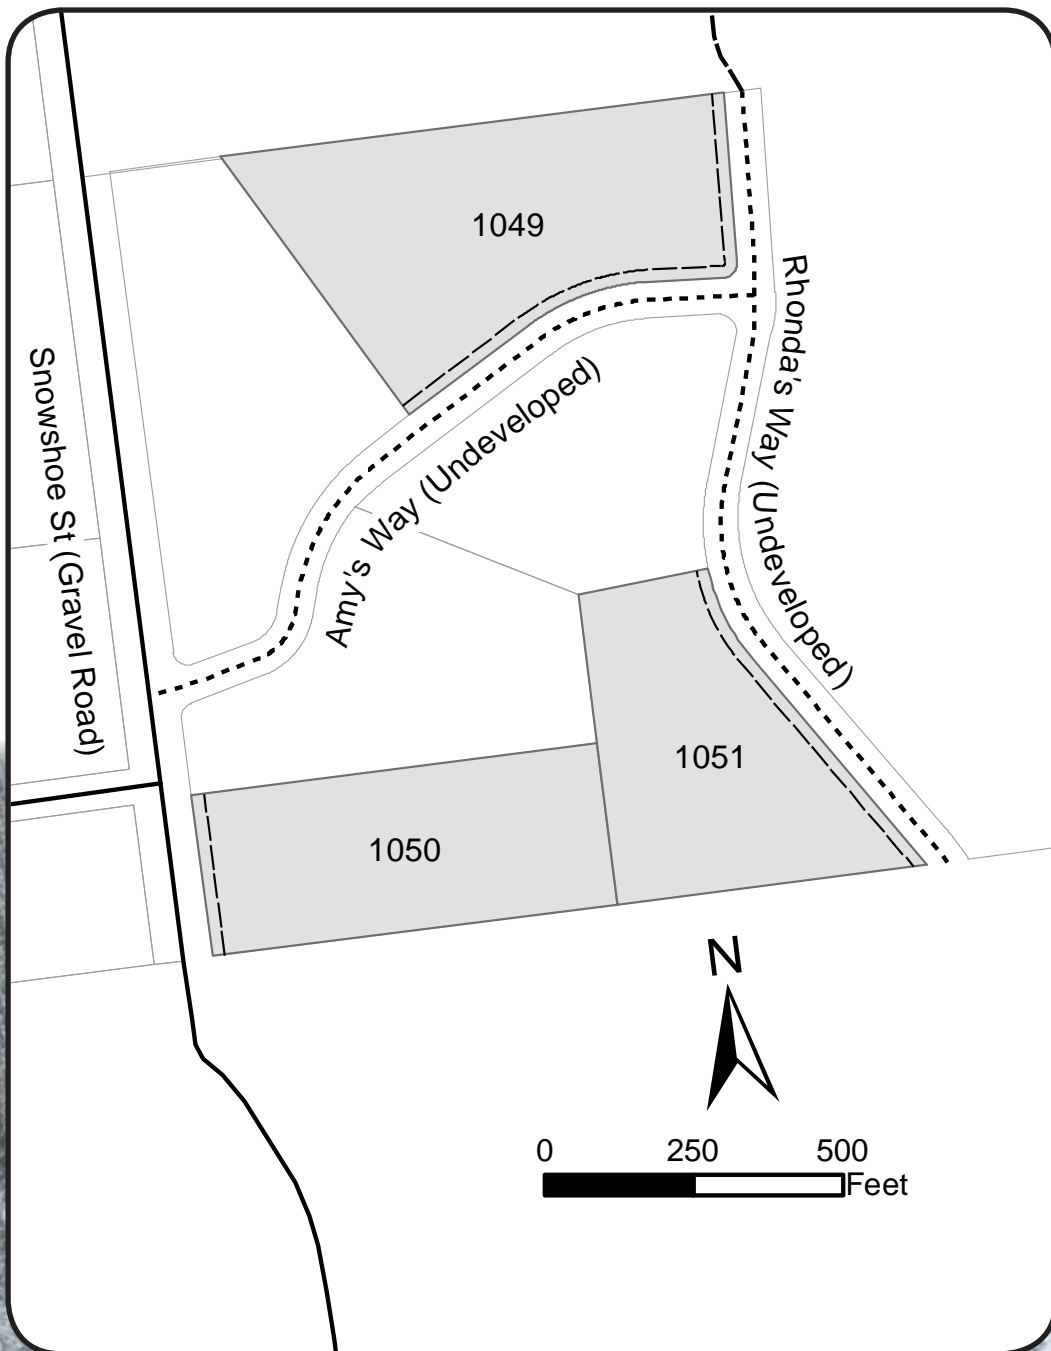 1049
Rhonda's Way (Undeveloped)
Snowshoe St (Gravel Road)
Amy's Way (Undeveloped)
1051
1050
N
0 250 500
Feet